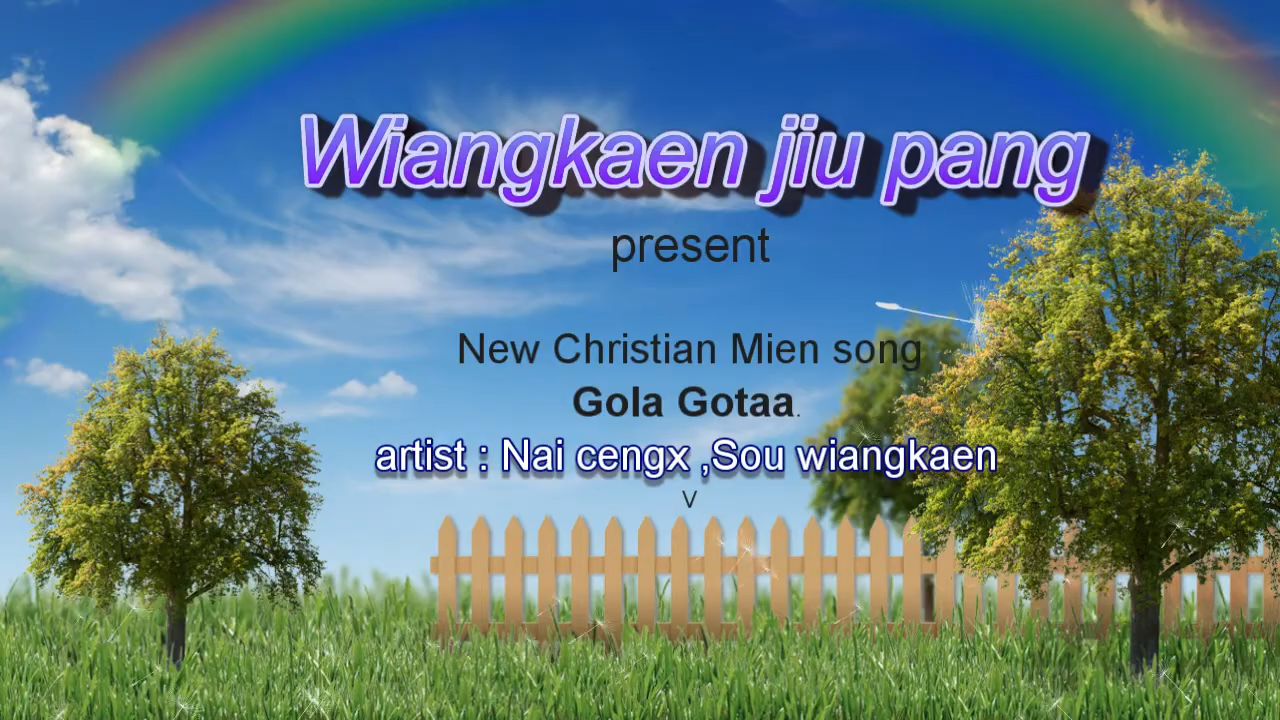 Wiangkaen jiu pang
present
New Christian Mien song
Gola Gotaa.
artist : Nai cengx ,Sou wiangkaen
V